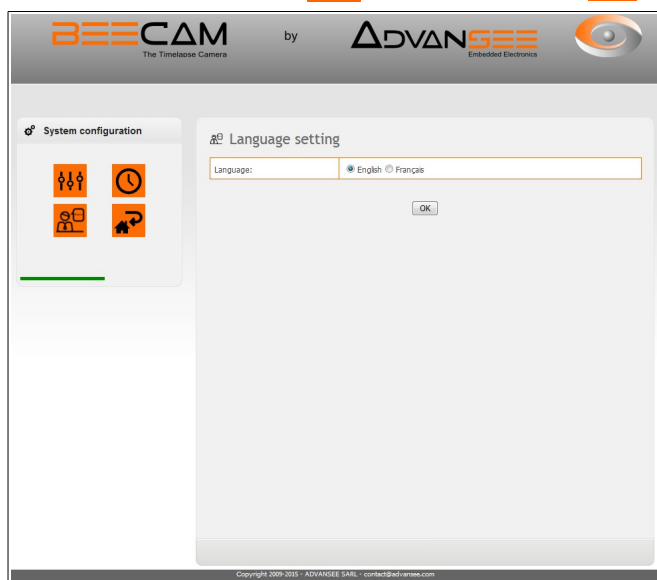 BEECAM
The Timelapse Camera
by
ADVANSEE
Embedded Electronics
System configuration
Language setting
Language:
English Français
OK
Copyright 2009-2015 - ADVANSEE SARL - contact@advansee.com